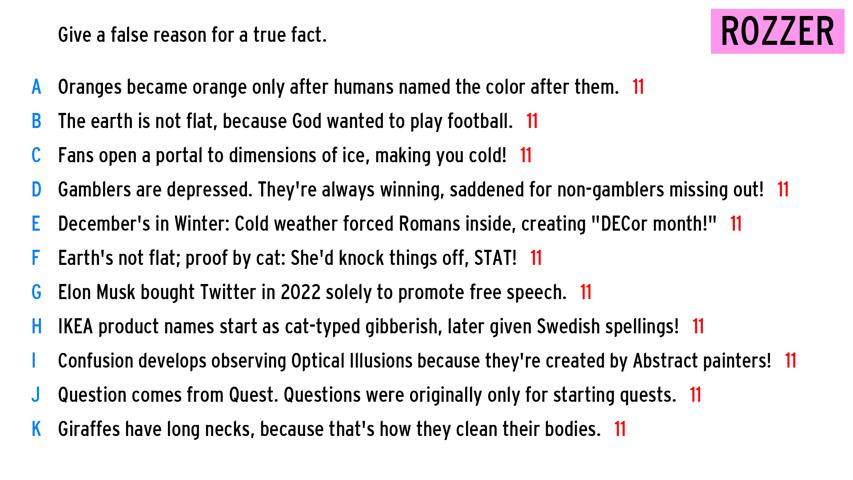 Give a false reason for a true fact.
ROZZER
A Oranges became orange only after humans named the color after them. 11
B The earth is not flat, because God wanted to play football. 11
C Fans open a portal to dimensions of ice, making you cold! 11
D Gamblers are depressed. They're always winning, saddened for non-gamblers missing out! 11
E December's in Winter: Cold weather forced Romans inside, creating "DECor month!" 11
F Earth's not flat; proof by cat: She'd knock things off, STAT! 11
G Elon Musk bought Twitter in 2022 solely to promote free speech. 11
H IKEA product names start as cat-typed gibberish, later given Swedish spellings! 11
I Confusion develops observing Optical Illusions because they're created by Abstract painters! 11
J Question comes from Quest. Questions were originally only for starting quests. 11
K Giraffes have long necks, because that's how they clean their bodies. 11